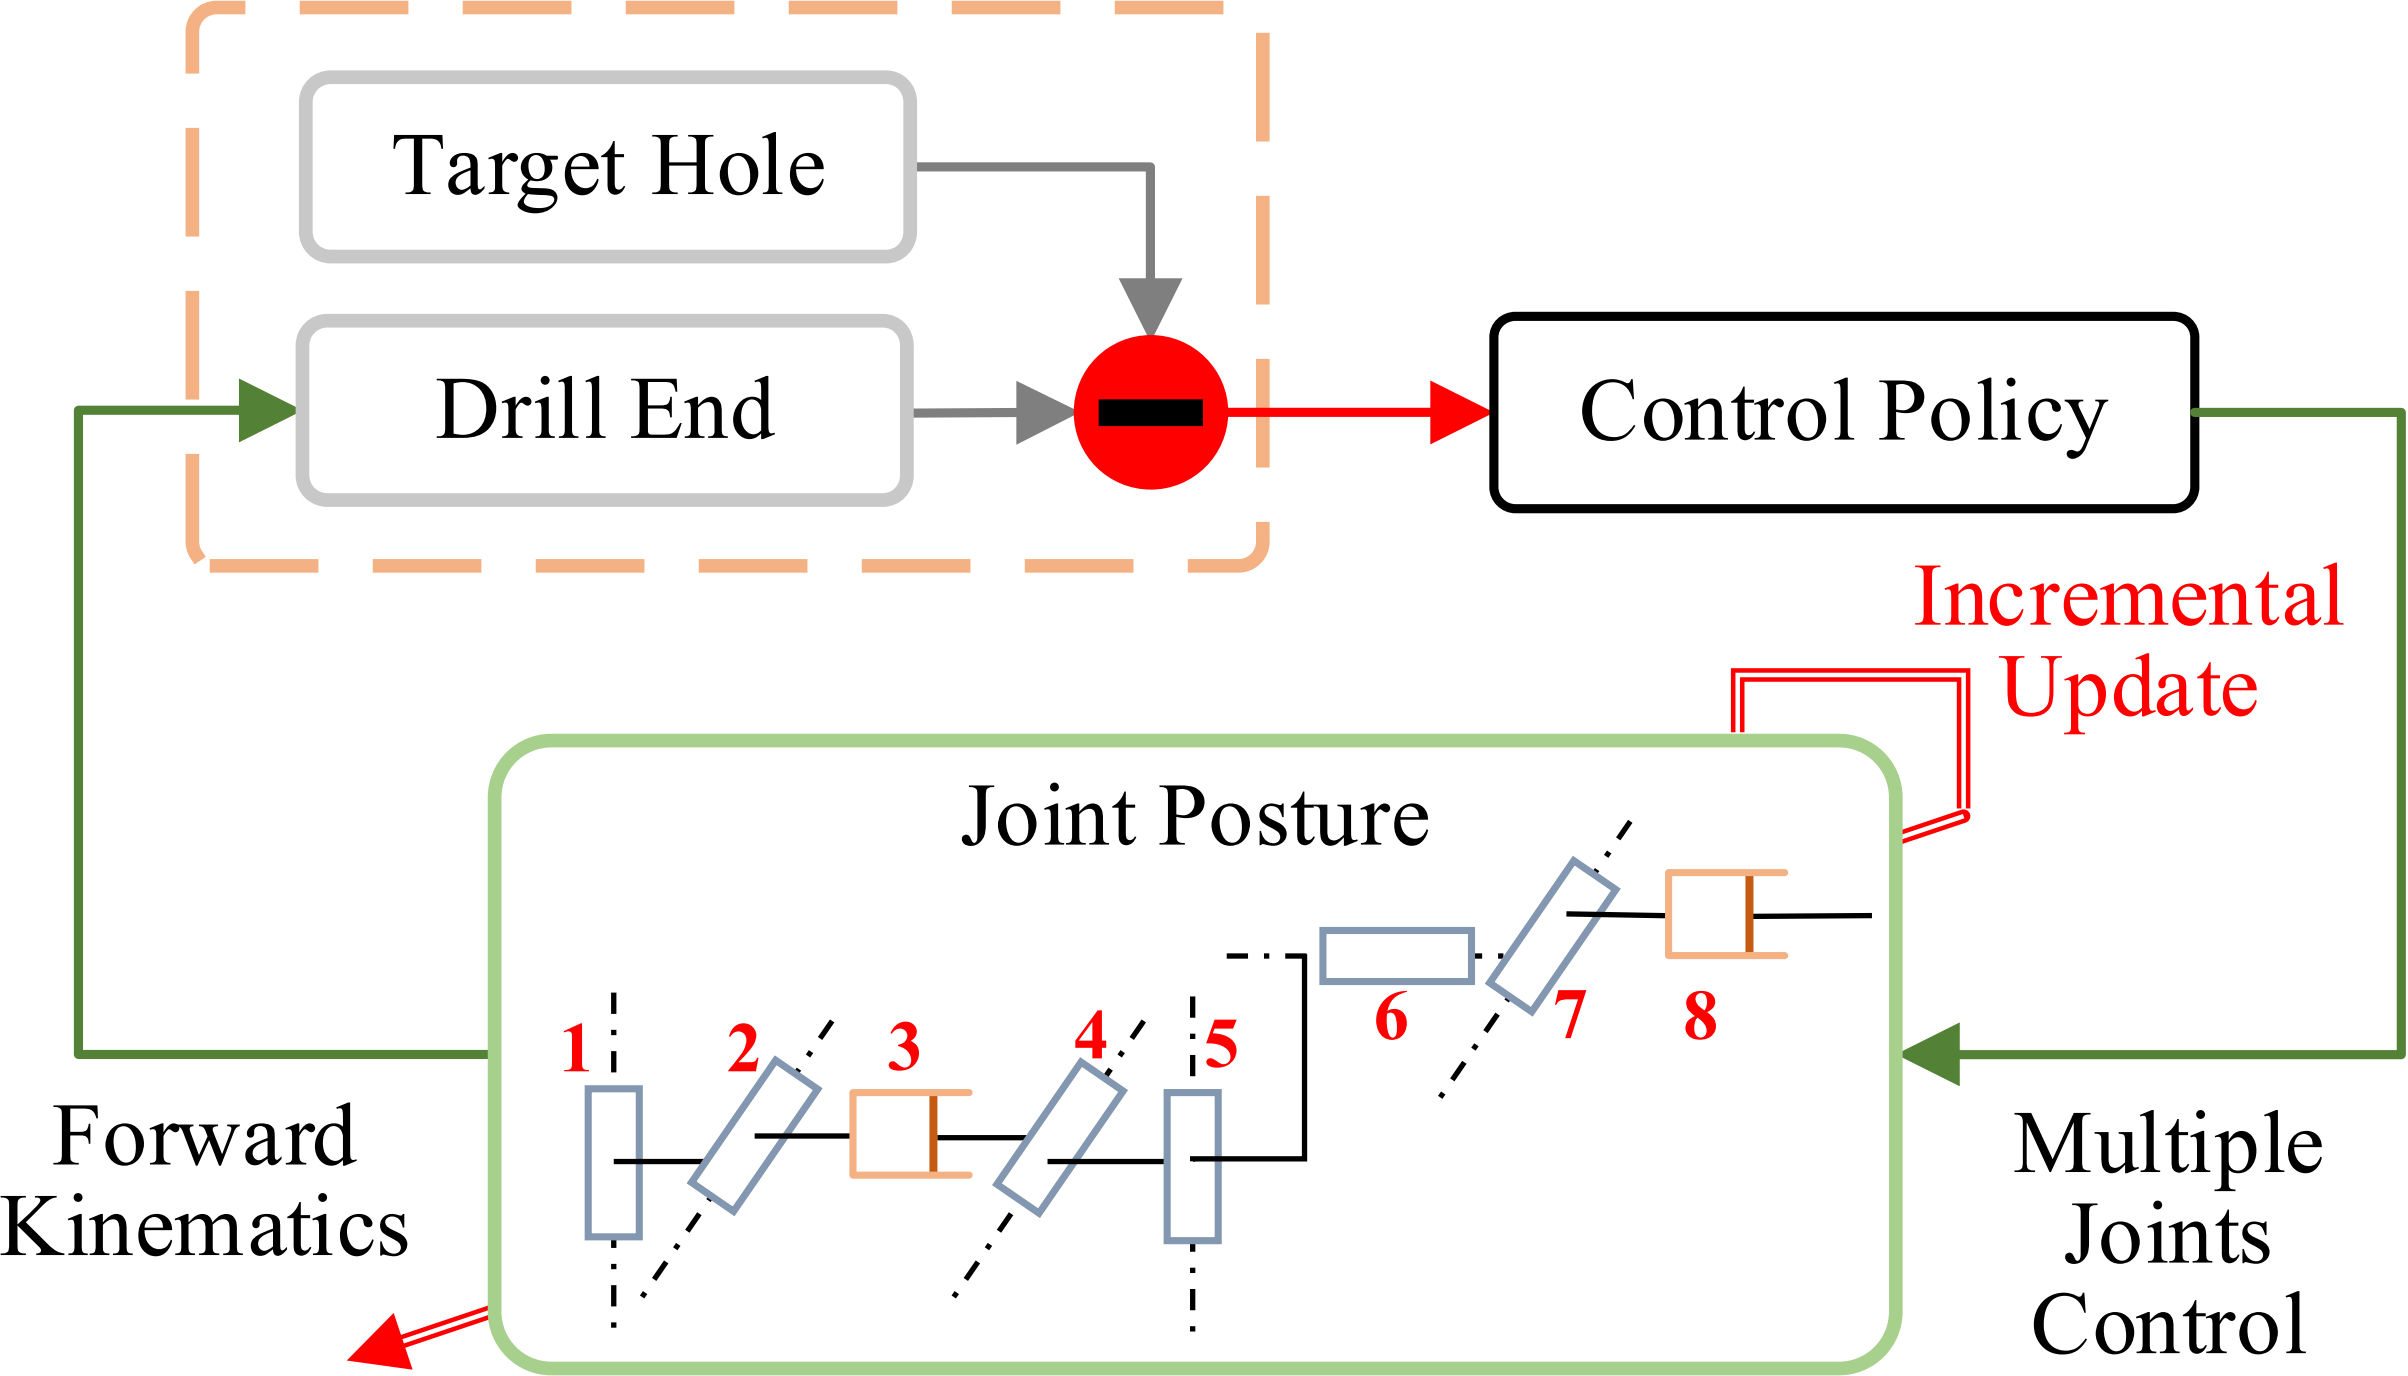 Target Hole
Drill End
Control Policy
Incremental
Update
Joint Posture
1
2
3
4
5
6
7
8
Forward
Kinematics
Multiple
Joints
Control